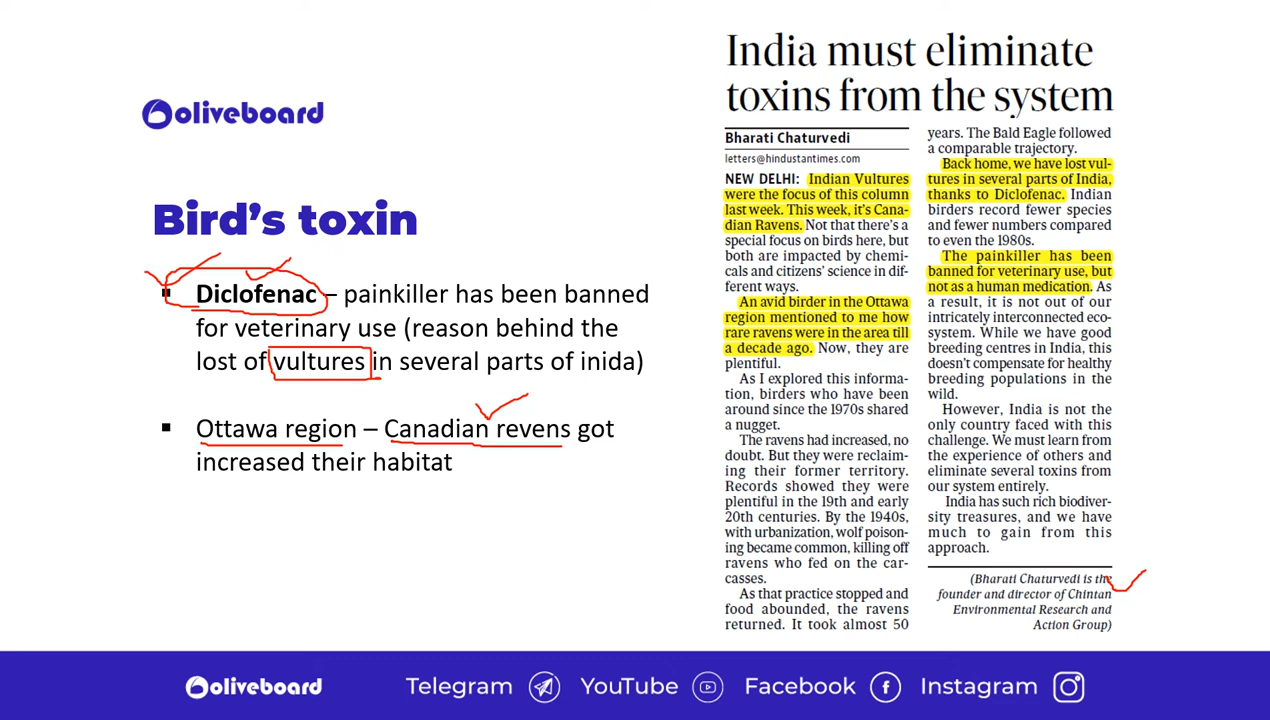 oliveboard
Bird's toxin
▪ Diclofenac – painkiller has been banned
for veterinary use (reason behind the
lost of vultures in several parts of inida)
▪ Ottawa region – Canadian revens got
increased their habitat
India must eliminate
toxins from the system
Bharati Chaturvedi
letters@hindustantimes.com
NEW DELHI: Indian Vultures
were the focus of this column
last week. This week, it's Cana-
dian Ravens. Not that there's a
special focus on birds here, but
both are impacted by chemi-
cals and citizens' science in dif-
ferent ways.
An avid birder in the Ottawa
region mentioned to me how
rare ravens were in the area till
a decade ago. Now, they are
plentiful.
As I explored this informa-
tion, birders who have been
around since the 1970s shared
a nugget.
The ravens had increased, no
doubt. But they were reclaim-
ing their former territory.
Records showed they were
plentiful in the 19th and early
20th centuries. By the 1940s,
with urbanization, wolf poison-
ing became common, killing off
ravens who fed on the car-
casses.
As that practice stopped and
food abounded, the ravens
returned. It took almost 50
years. The Bald Eagle followed
a comparable trajectory.
Back home, we have lost vul-
tures in several parts of India,
thanks to Diclofenac. Indian
birders record fewer species
and fewer numbers compared
to even the 1980s.
The painkiller has been
banned for veterinary use, but
not as a human medication. As
a result, it is not out of our
intricately interconnected eco-
system. While we have good
breeding centres in India, this
doesn't compensate for healthy
breeding populations in the
wild.
However, India is not the
only country faced with this
challenge. We must learn from
the experience of others and
eliminate several toxins from
our system entirely.
India has such rich biodiver-
sity treasures, and we have
much to gain from this
approach.
(Bharati Chaturvedi is the
founder and director of Chintan
Environmental Research and
Action Group)
oliveboard Telegram YouTube Facebook Instagram